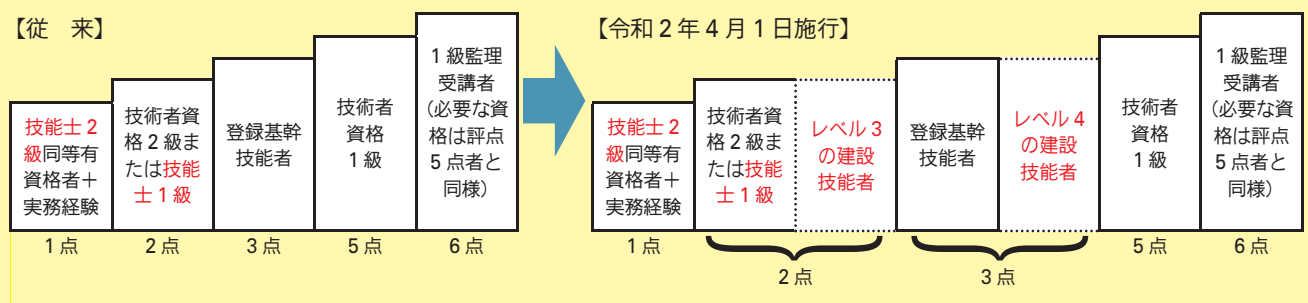 【従　来】
技能士2
級同等有
資格者＋
実務経験
1点
技術者資
格2級ま
たは技能
士1級
2点
登録基幹
技能者
3点
技術者
資格
1級
5点
1級監理
受講者
(必要な資
格は評点
5点者と
同様)
6点
【令和2年4月1日施行】
技能士2
級同等有
資格者＋
実務経験
1点
技術者資
格2級ま
たは技能
士1級
レベル3
の建設
技能者
2点
登録基幹
技能者
レベル4
の建設
技能者
3点
技術者
資格
1級
5点
1級監理
受講者
(必要な資
格は評点
5点者と
同様)
6点